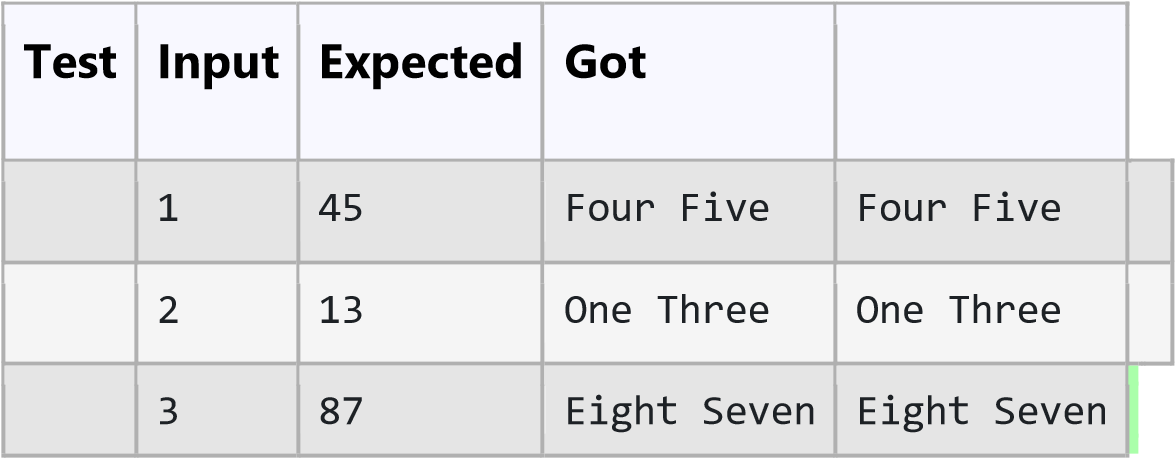 Test Input Expected Got
1 45 Four Five Four Five
2 13 One Three One Three
3 87 Eight Seven Eight Seven